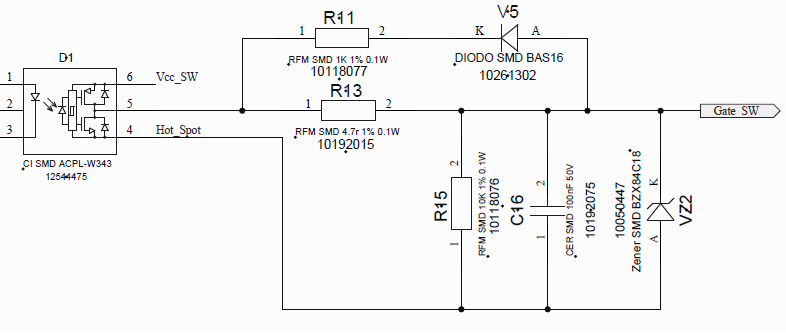 R11
V5
1
2
K
A
D1
RFM SMD 1K 1% 0.1W
DIODO SMD BAS16
10118077
10261302
1
6
Vcc_SW
R13
2
5
1
2
Gate_SW
3
4
Hot_Spot
RFM SMD 4.7r 1% 0.1W
10192015
CI SMD ACPL-W343
12544475
R15
2
1
RFM SMD 10K 1% 0.1W
10118076
C16
2
1
CER SMD 100nF 50V
10192075
10050447
Zener SMD BZX84C18
K
A
VZ2